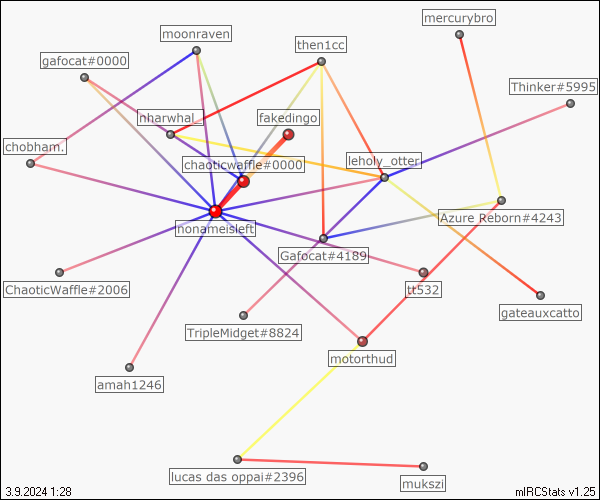 mercurybro
moonraven
then1cc
gafocat#0000
Thinker#5995
nharwhal_
fakedingo
chobham.
chaoticwaffle#0000
leholy_otter
Azure Reborn#4243
nonameisleft
Gafocat#4189
ChaoticWaffle#2006
tt532
gateauxcatto
TripleMidget#8824
motorthud
amah1246
lucas das oppai#2396
mukszi
3.9.2024 1:28
mIRCStats v1.25